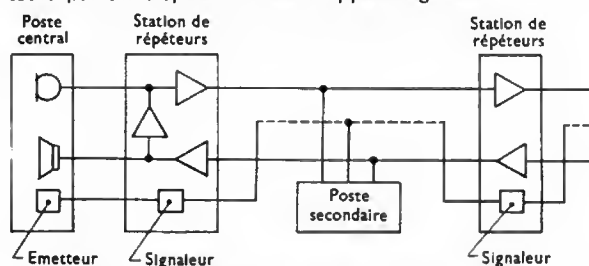 Poste
central
Station de
répéteurs
Station de
répéteurs
Poste
secondaire
Emetteur
Signaleur
Signaleur